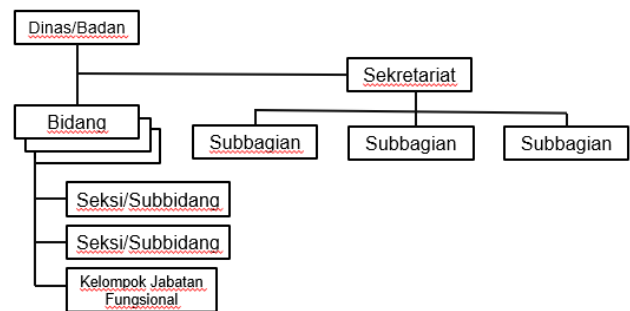 Dinas/Badan
Sekretariat
Bidang
Subbagian
Subbagian
Subbagian
Seksi/Subbidang
Seksi/Subbidang
Kelompok Jabatan
Fungsional